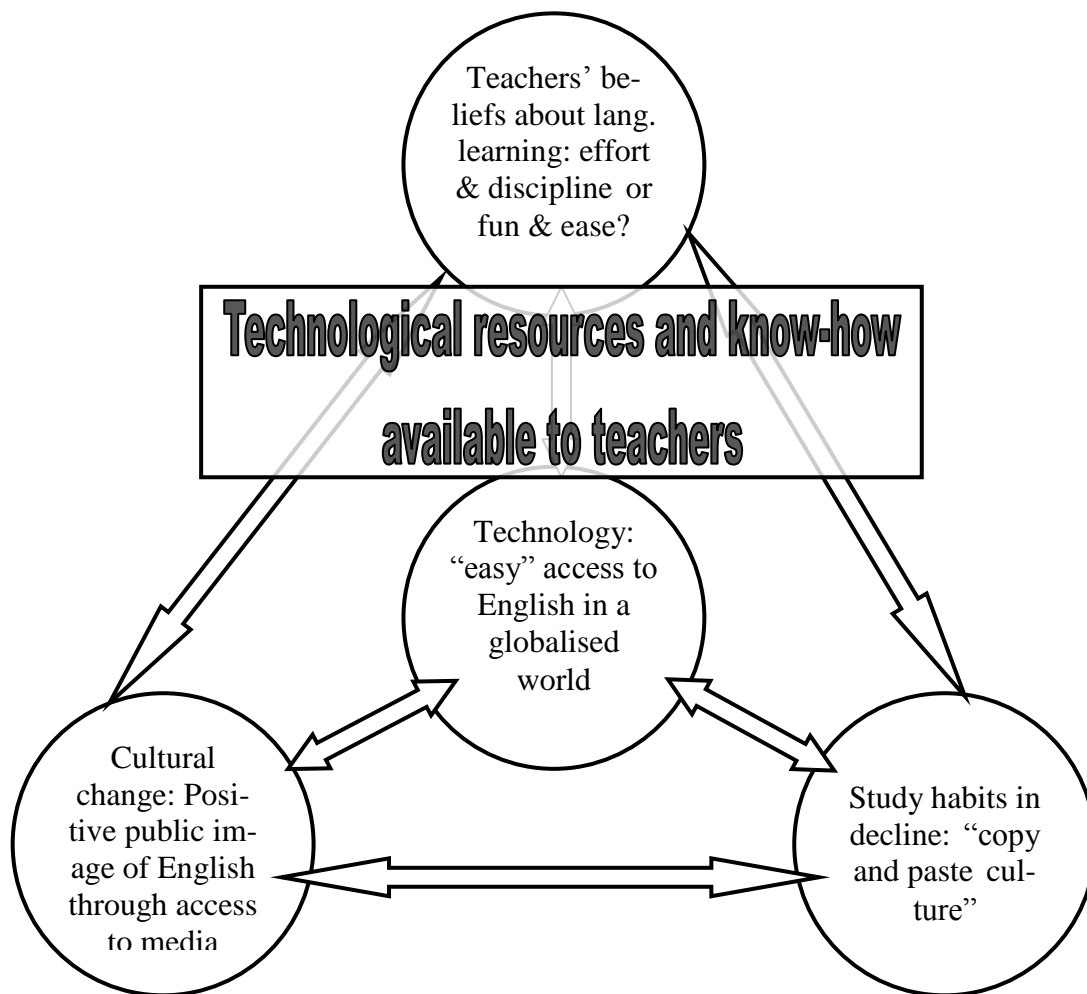 Teachers’ be-
liefs about lang.
learning: effort
& discipline or
fun & ease?
Technological resources and know-how
available to teachers
Technology:
“easy” access to
English in a
globalised
world
Cultural
change: Posi-
tive public im-
age of English
through access
to media
Study habits in
decline: “copy
and paste cul-
ture”